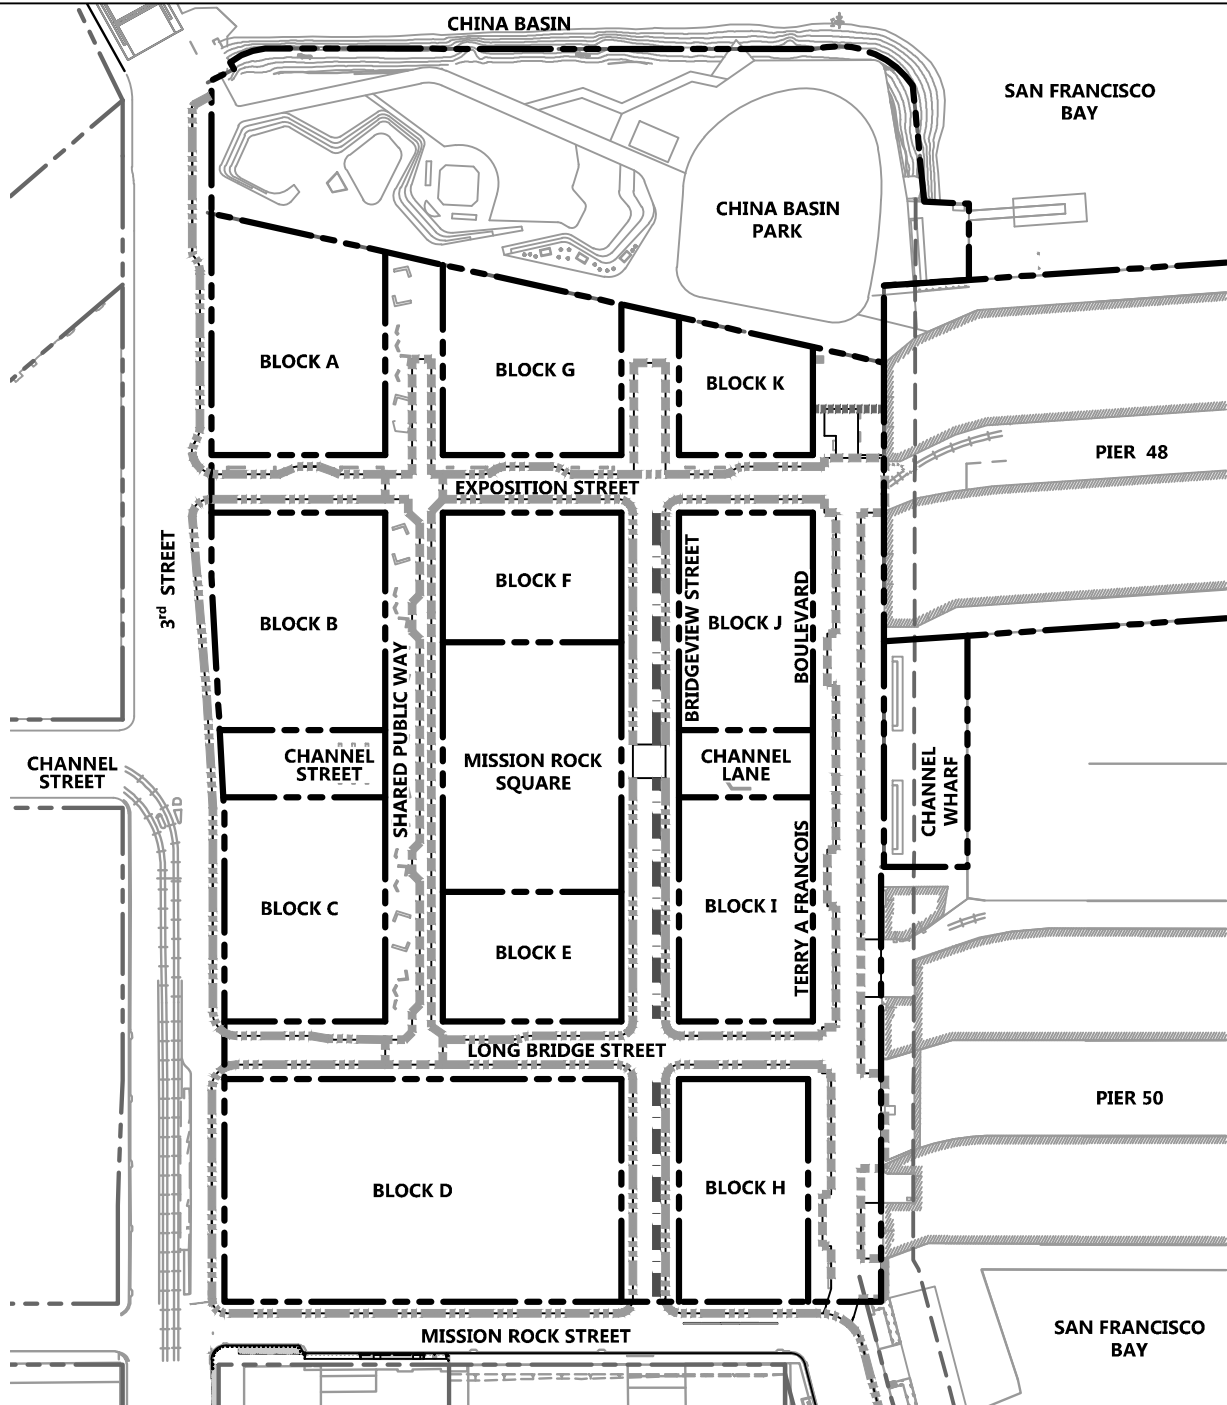 CHINA BASIN
SAN FRANCISCO
BAY
CHINA BASIN
PARK
BLOCK A
BLOCK G
BLOCK K
PIER 48
EXPOSITION STREET
3rd STREET
BLOCK B
BLOCK F
BRIDGEVIEW STREET
BLOCK J
BOULEVARD
SHARED PUBLIC WAY
CHANNEL
STREET
CHANNEL
STREET
MISSION ROCK
SQUARE
CHANNEL
LANE
CHANNEL
WHARF
BLOCK C
BLOCK E
BLOCK I
TERRY A FRANCOIS
LONG BRIDGE STREET
PIER 50
BLOCK D
BLOCK H
MISSION ROCK STREET
SAN FRANCISCO
BAY